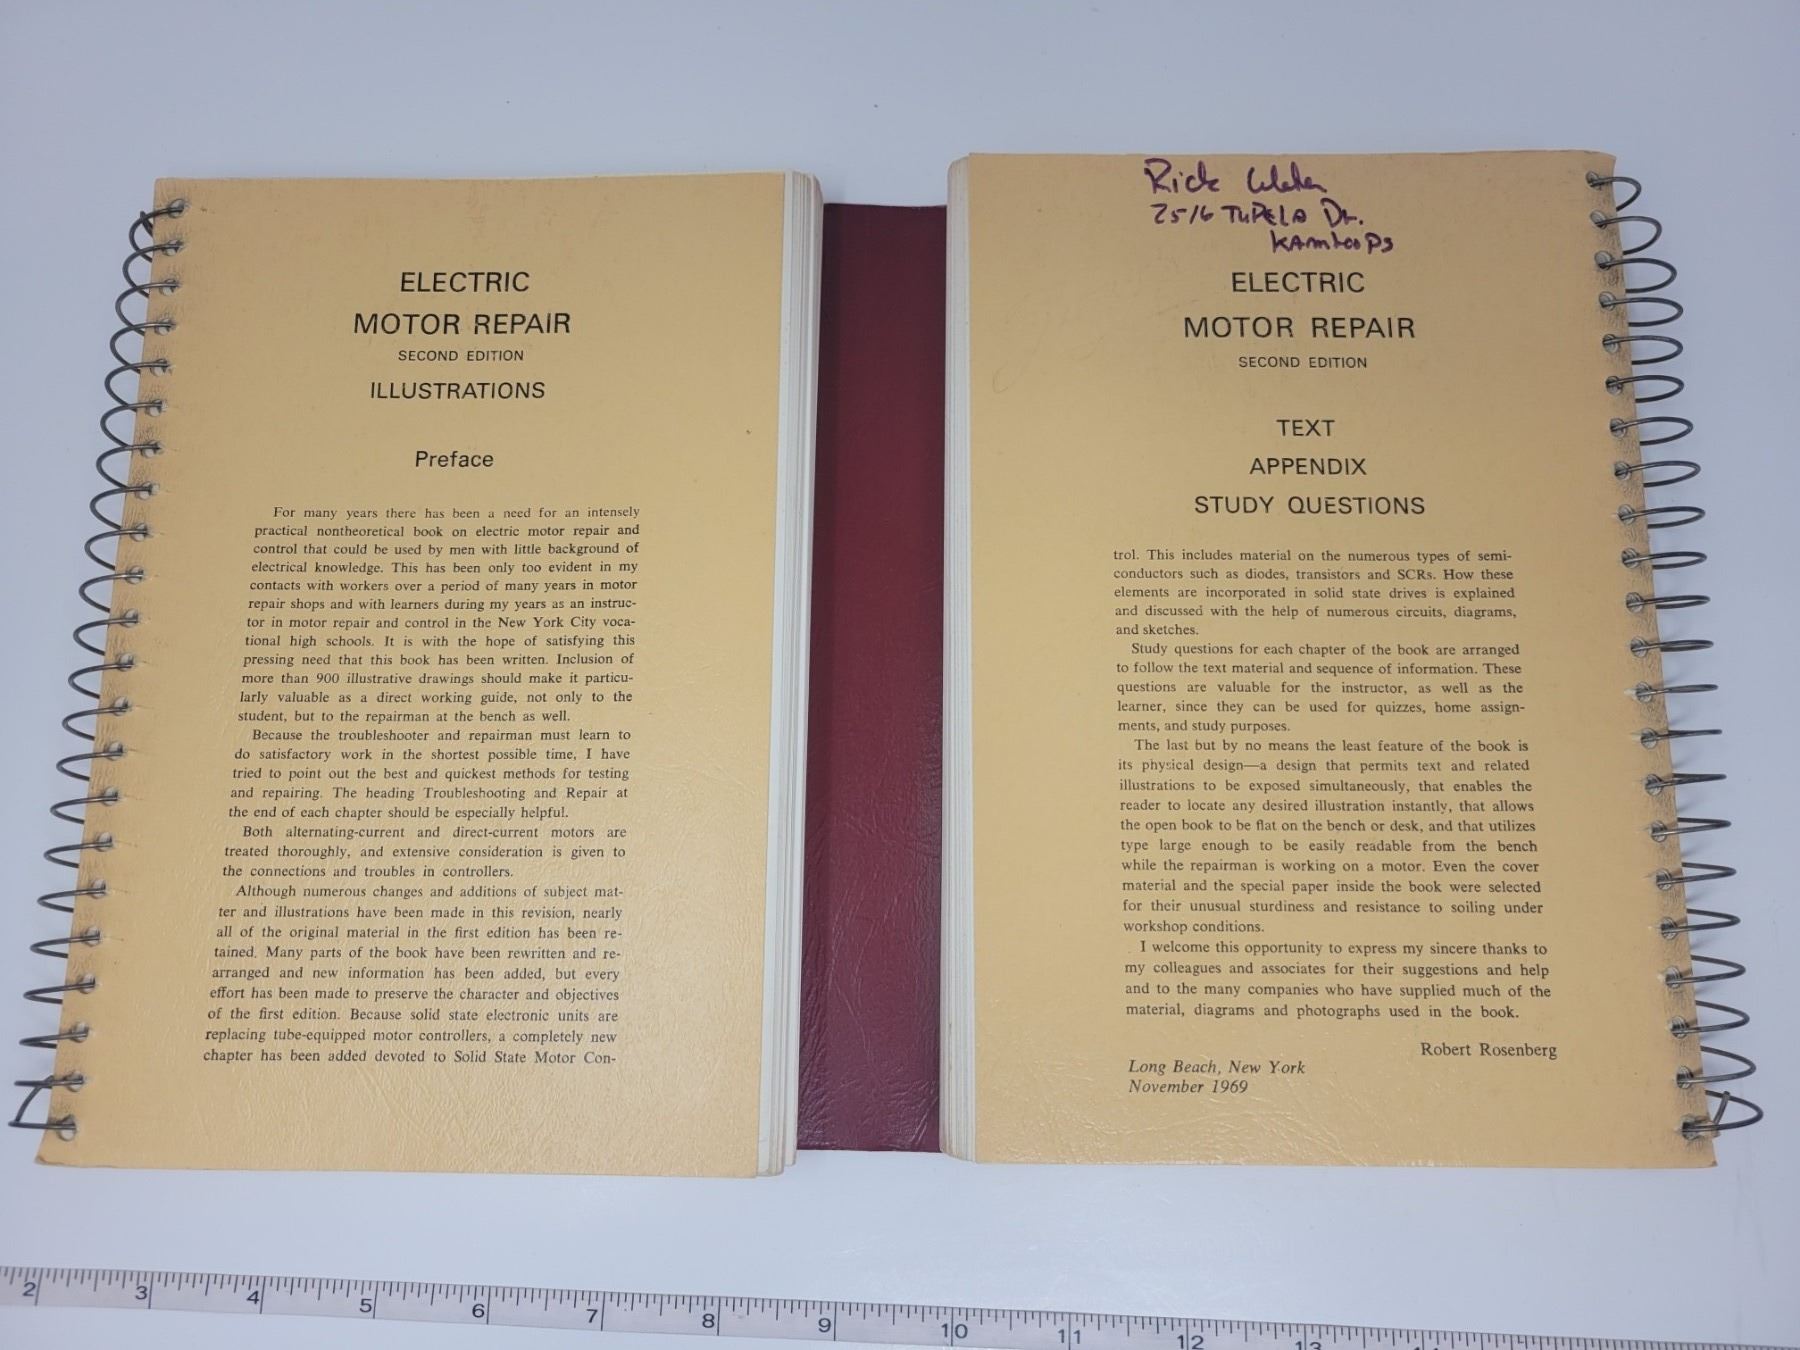 ELECTRIC
MOTOR REPAIR
SECOND EDITION
ILLUSTRATIONS
Preface
For many years there has been a need for an intensely
practical nontheoretical book on electric motor repair and
control that could be used by men with little background of
electrical knowledge. This has been only too evident in my
contacts with workers over a period of many years in motor
repair shops and with learners during my years as an instruc-
tor in motor repair and control in the New York City voca-
tional high schools. It is with the hope of satisfying this
pressing need that this book has been written. Inclusion of
more than 900 illustrative drawings should make it particu-
larly valuable as a direct working guide, not only to the
student, but to the repairman at the bench as well.
Because the troubleshooter and repairman must learn to
do satisfactory work in the shortest possible time, I have
tried to point out the best and quickest methods for testing
and repairing. The heading Troubleshooting and Repair at
the end of each chapter should be especially helpful.
Both alternating-current and direct-current motors are
treated thoroughly, and extensive consideration is given to
the connections and troubles in controllers.
Although numerous changes and additions of subject mat-
ter and illustrations have been made in this revision, nearly
all of the original material in the first edition has been re-
tained. Many parts of the book have been rewritten and re-
arranged and new information has been added, but every
effort has been made to preserve the character and objectives
of the first edition. Because solid state electronic units are
replacing tube-equipped motor controllers, a completely new
chapter has been added devoted to Solid State Motor Con-
Rick
2516 TUPELO Dr.
KAMLOOPS
ELECTRIC
MOTOR REPAIR
SECOND EDITION
TEXT
APPENDIX
STUDY QUESTIONS
trol. This includes material on the numerous types of semi-
conductors such as diodes, transistors and SCRs. How these
elements are incorporated in solid state drives is explained
and discussed with the help of numerous circuits, diagrams,
and sketches.
Study questions for each chapter of the book are arranged
to follow the text material and sequence of information. These
questions are valuable for the instructor, as well as the
learner, since they can be used for quizzes, home assign-
ments, and study purposes.
The last but by no means the least feature of the book is
its physical design—a design that permits text and related
illustrations to be exposed simultaneously, that enables the
reader to locate any desired illustration instantly, that allows
the open book to be flat on the bench or desk, and that utilizes
type large enough to be easily readable from the bench
while the repairman is working on a motor. Even the cover
material and the special paper inside the book were selected
for their unusual sturdiness and resistance to soiling under
workshop conditions.
I welcome this opportunity to express my sincere thanks to
my colleagues and associates for their suggestions and help
and to the many companies who have supplied much of the
material, diagrams and photographs used in the book.
Robert Rosenberg
Long Beach, New York
November 1969
2 3 4 5 6 7 8 9 10 11 12 13